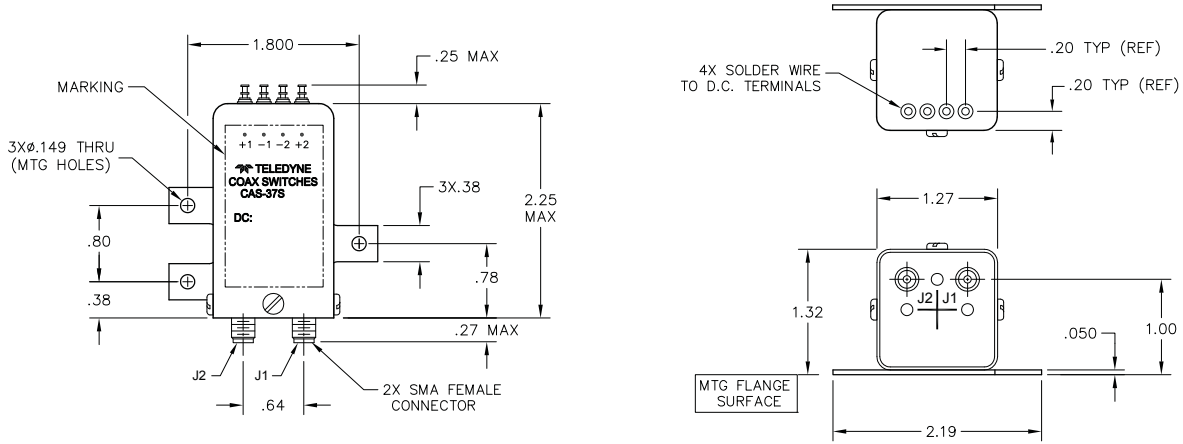 1.800
.25 MAX
MARKING
3XØ.149 THRU
(MTG HOLES)
+1 -1 -2 +2
TELEDYNE
COAX SWITCHES
CAS-37S
DC:
3X.38
2.25
MAX
.80
.38
.78
.27 MAX
J2
J1
.64
2X SMA FEMALE
CONNECTOR
.20 TYP (REF)
4X SOLDER WIRE
TO D.C. TERMINALS
.20 TYP (REF)
1.27
J2 J1
1.32
.050
1.00
MTG FLANGE
SURFACE
2.19